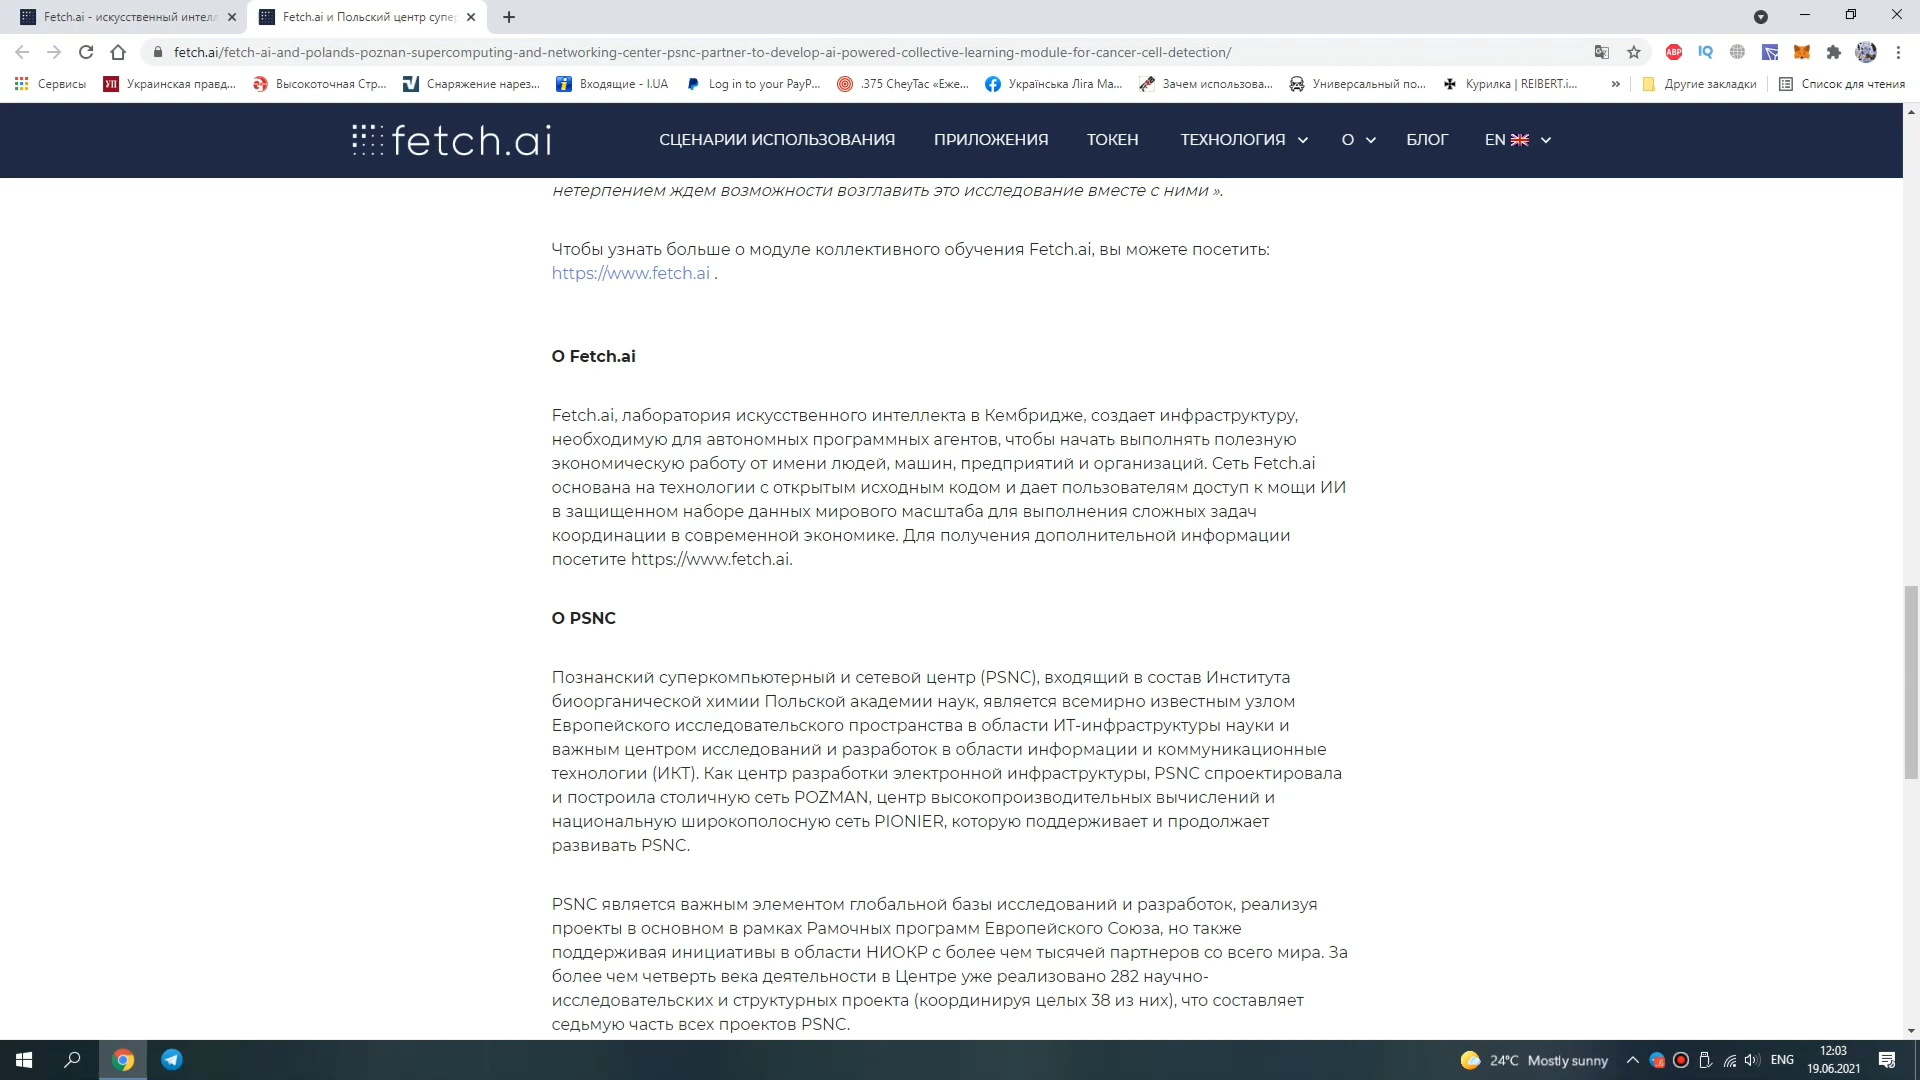 Fetch.ai - искусственный интелл
Fetch.ai и Польский центр супер
fetch.ai/fetch-ai-and-polands-poznan-supercomputing-and-networking-center-psnc-partner-to-develop-ai-powered-collective-learning-module-for-cancer-cell-detection/
ABP
IQ
Сервисы
УП
Украинская правд...
Высокоточная Стр...
Снаряжение нарез...
Входящие - I.UA
Log in to your PayP...
.375 CheyTac «Еже...
Українська Ліга Ма...
Зачем использова...
Универсальный по...
Курилка | REIBERT.i...
»
Другие закладки
Список для чтения
fetch.ai
СЦЕНАРИИ ИСПОЛЬЗОВАНИЯ
ПРИЛОЖЕНИЯ
ТОКЕН
ТЕХНОЛОГИЯ
О
БЛОГ
EN
нетерпением ждем возможности возглавить это исследование вместе с ними ».
Чтобы узнать больше о модуле коллективного обучения Fetch.ai, вы можете посетить:
https://www.fetch.ai .
О Fetch.ai
Fetch.ai, лаборатория искусственного интеллекта в Кембридже, создает инфраструктуру,
необходимую для автономных программных агентов, чтобы начать выполнять полезную
экономическую работу от имени людей, машин, предприятий и организаций. Сеть Fetch.ai
основана на технологии с открытым исходным кодом и дает пользователям доступ к мощи ИИ
в защищенном наборе данных мирового масштаба для выполнения сложных задач
координации в современной экономике. Для получения дополнительной информации
посетите https://www.fetch.ai.
О PSNC
Познанский суперкомпьютерный и сетевой центр (PSNC), входящий в состав Института
биоорганической химии Польской академии наук, является всемирно известным узлом
Европейского исследовательского пространства в области ИТ-инфраструктуры науки и
важным центром исследований и разработок в области информации и коммуникационные
технологии (ИКТ). Как центр разработки электронной инфраструктуры, PSNC спроектировала
и построила столичную сеть POZMAN, центр высокопроизводительных вычислений и
национальную широкополосную сеть PIONIER, которую поддерживает и продолжает
развивать PSNC.
PSNC является важным элементом глобальной базы исследований и разработок, реализуя
проекты в основном в рамках Рамочных программ Европейского Союза, но также
поддерживая инициативы в области НИОКР с более чем тысячей партнеров со всего мира. За
более чем четверть века деятельности в Центре уже реализовано 282 научно-
исследовательских и структурных проекта (координируя целых 38 из них), что составляет
седьмую часть всех проектов PSNC.
24°C Mostly sunny
ENG
12:03
19.06.2021